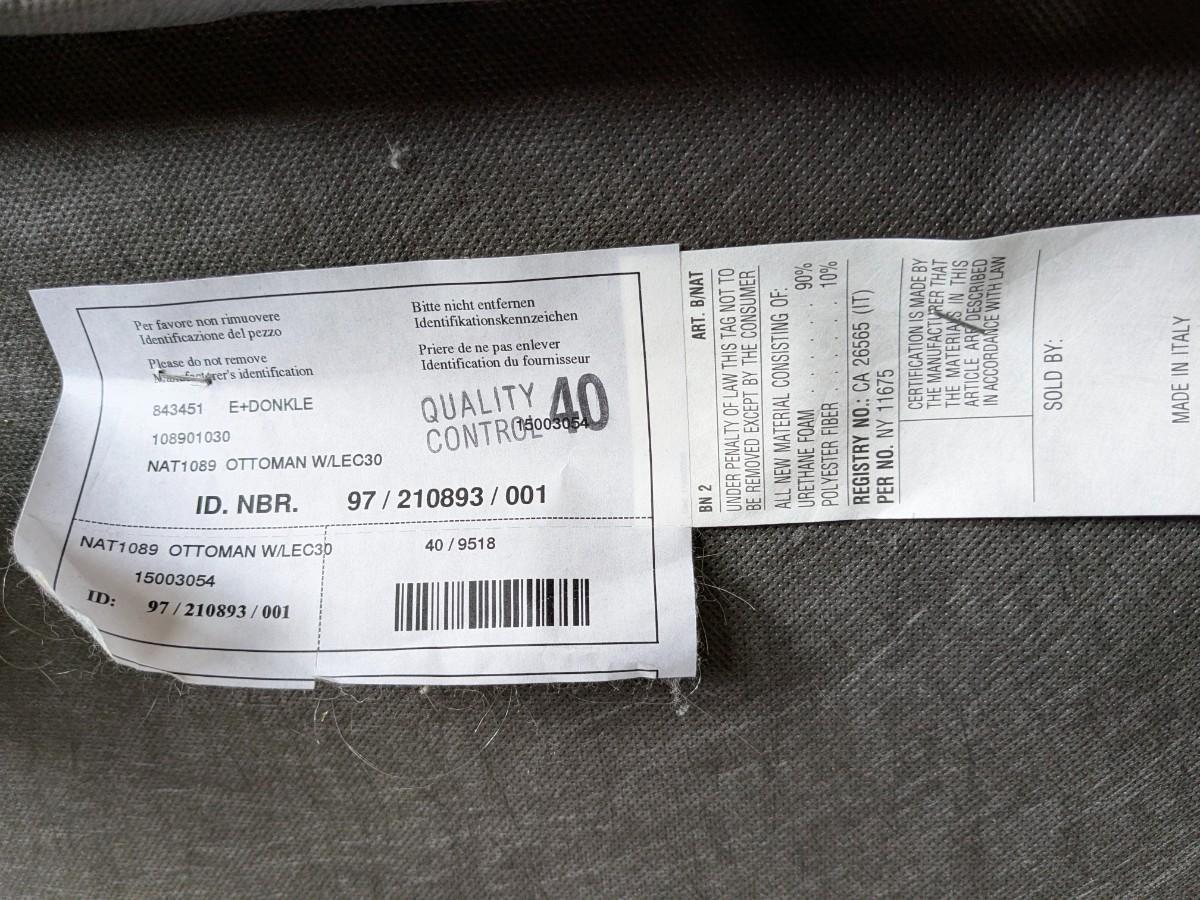 Per favore non rimuovere
Identificazione del pezzo
Please do not remove
Manufacturer's identification
Bitte nicht entfernen
Identifikationskennzeichen
Priere de ne pas enlever
Identification du fournisseur
843451 E+DONKLE
108901030
QUALITY CONTROL 40
15003054
NAT1089 OTTOMAN W/LEC30
ID. NBR. 97 / 210893 / 001
NAT1089 OTTOMAN W/LEC30
15003054
ID: 97 / 210893 / 001
40 / 9518
BN 2 ART. B/NAT
UNDER PENALTY OF LAW THIS TAG NOT TO
BE REMOVED EXCEPT BY THE CONSUMER
ALL NEW MATERIAL CONSISTING OF:
URETHANE FOAM . . . . . . . 90%
POLYESTER FIBER . . . . . . . 10%
REGISTRY NO.: CA 26565 (IT)
PER NO. NY 11675
CERTIFICATION IS MADE BY
THE MANUFACTURER THAT
THE MATERIALS IN THIS
ARTICLE ARE DESCRIBED
IN ACCORDANCE WITH LAW
SOLD BY:
MADE IN ITALY